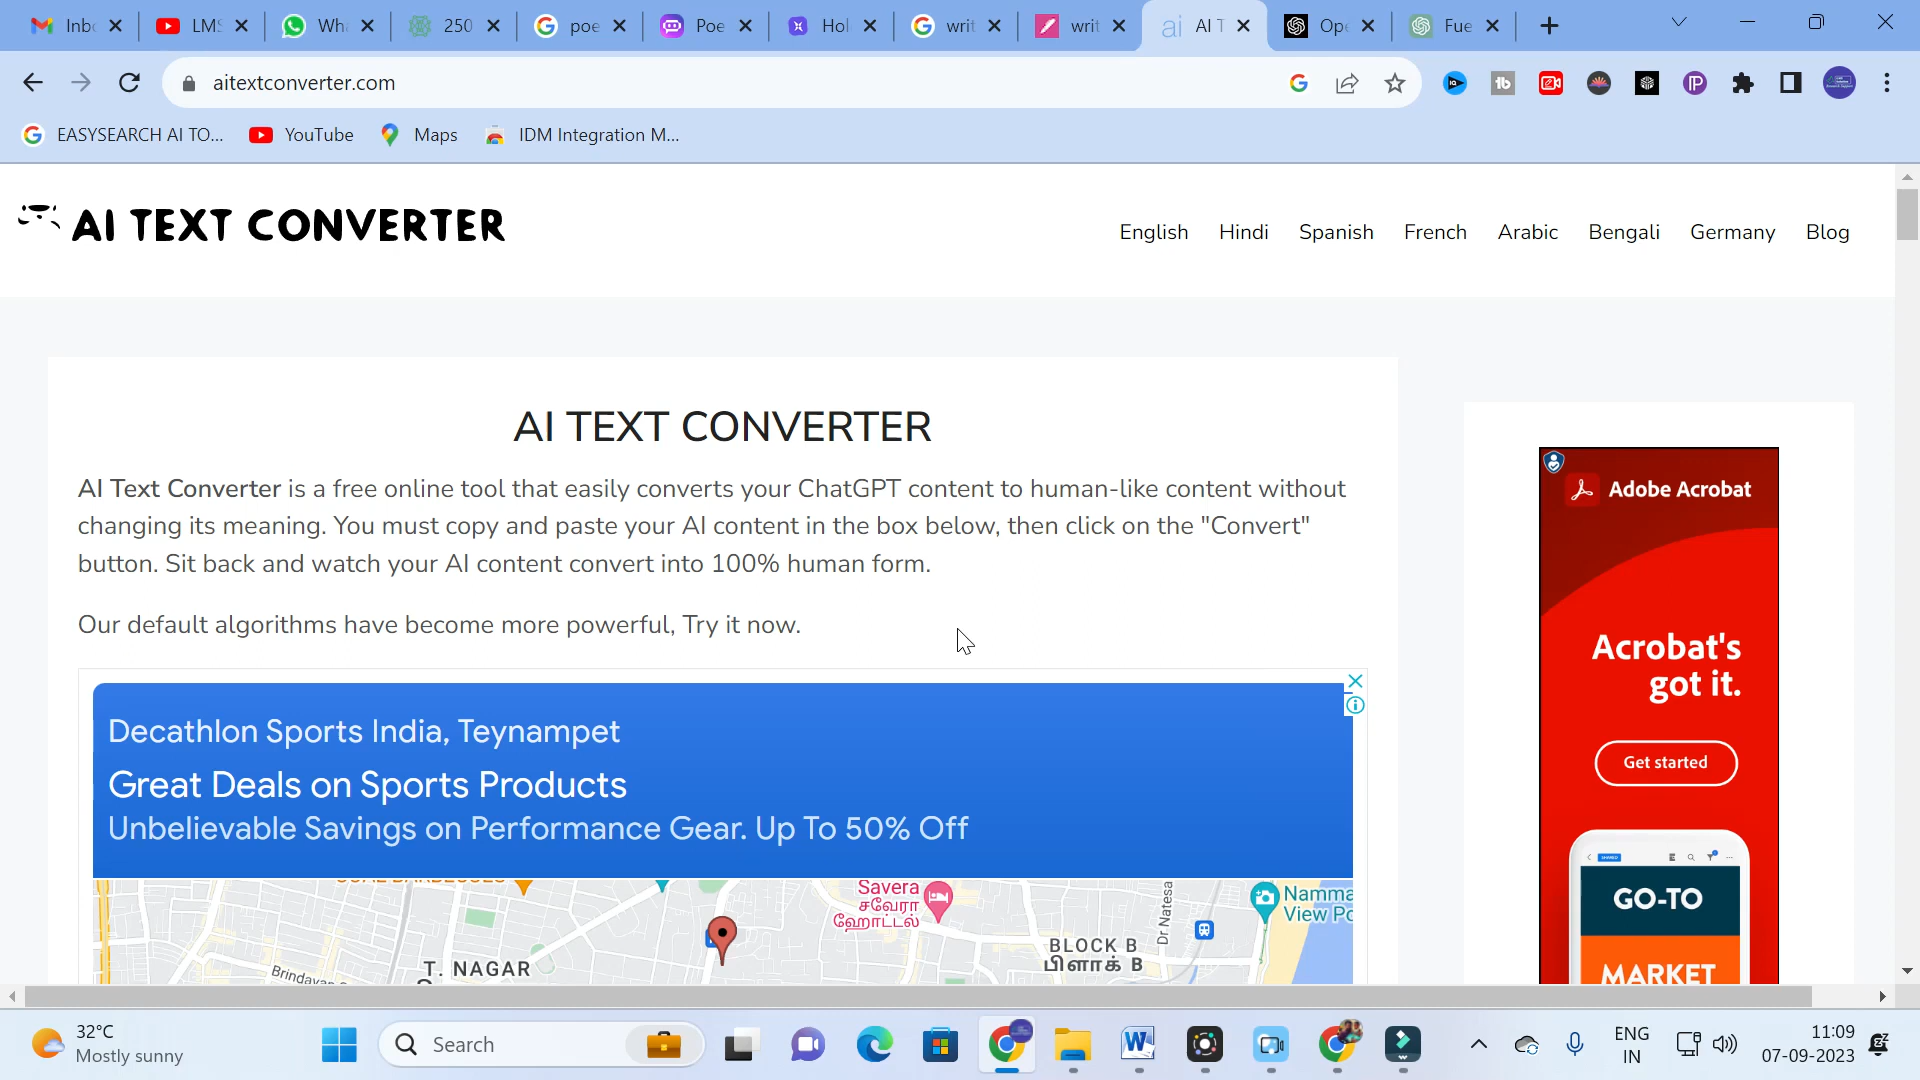 Inbo
LMS
Wha
250
poe
Poe
Hol
writ
writ
AI T
Ope
Fue
aitextconverter.com
EASYSEARCH AI TO...
YouTube
Maps
IDM Integration M...
AI TEXT CONVERTER
English
Hindi
Spanish
French
Arabic
Bengali
Germany
Blog
AI TEXT CONVERTER
AI Text Converter is a free online tool that easily converts your ChatGPT content to human-like content without
changing its meaning. You must copy and paste your AI content in the box below, then click on the "Convert"
button. Sit back and watch your AI content convert into 100% human form.
Our default algorithms have become more powerful, Try it now.
Decathlon Sports India, Teynampet
Great Deals on Sports Products
Unbelievable Savings on Performance Gear. Up To 50% Off
Savera
சவேரா
ஹோட்டல்
Dr Natesa
Namma
View Po
BLOCK B
பிளாக் B
T. NAGAR
Brindavan
Adobe Acrobat
Acrobat's
got it.
Get started
SHARED
GO-TO
MARKET
32°C
Mostly sunny
Search
ENG
IN
11:09
07-09-2023